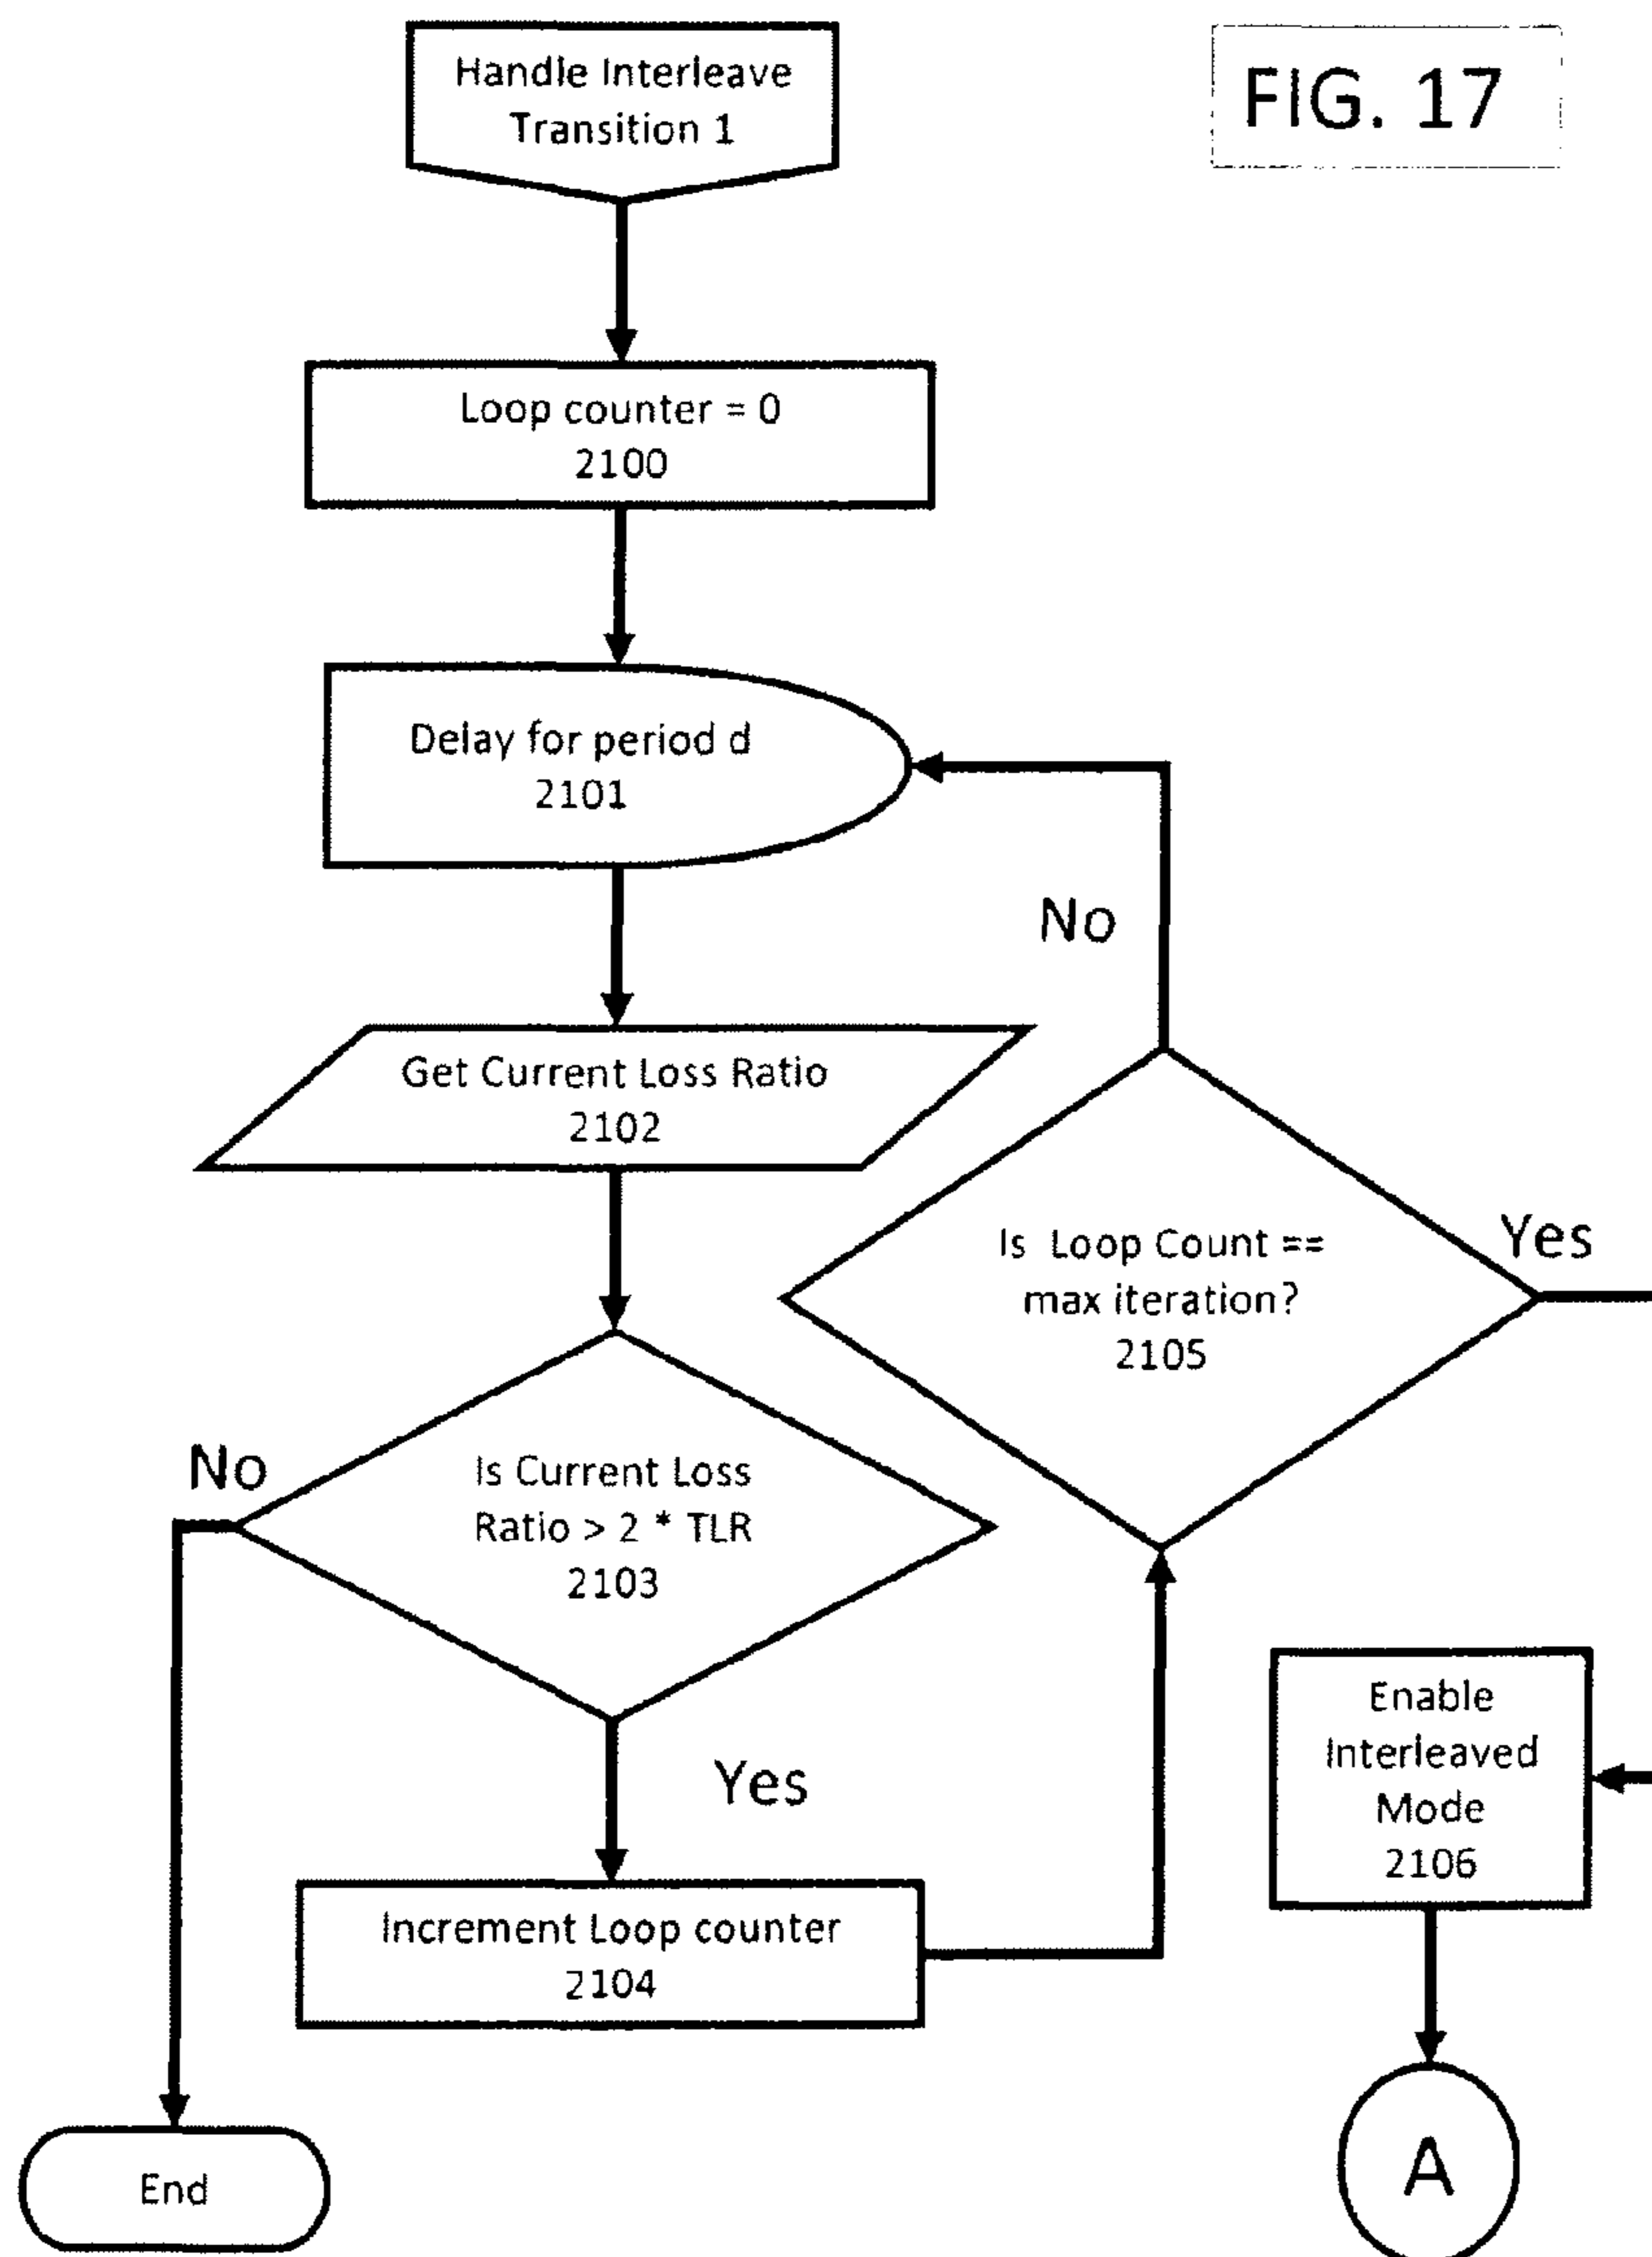 FIG. 17
Handle Interleave
Transition 1
Loop counter = 0
2100
Delay for period d
2101
No
Get Current Loss Ratio
2102
Is Loop Count ==
max iteration?
2105
Yes
No
Is Current Loss
Ratio > 2 * TLR
2103
Yes
Increment Loop counter
2104
Enable
Interleaved
Mode
2106
End
A